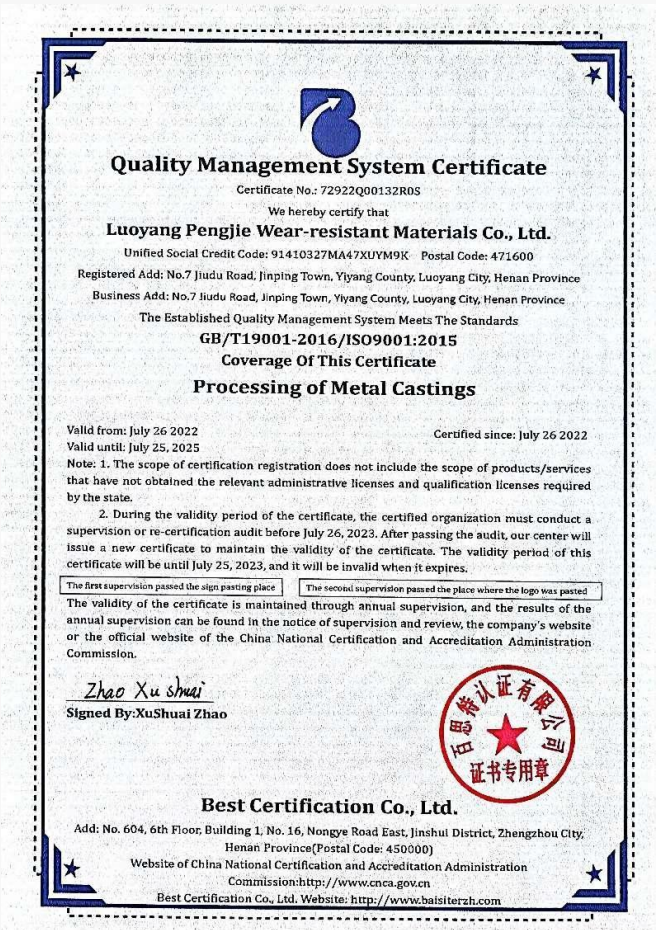 Quality Management System Certificate
Certificate No.: 72922Q00132R0S
We hereby certify that
Luoyang Pengjie Wear-resistant Materials Co., Ltd.
Unified Social Credit Code: 91410327MA47XUYM9K Postal Code: 471600
Registered Add: No.7 Jiudu Road, Jinping Town, Yiyang County, Luoyang City, Henan Province
Business Add: No.7 Jiudu Road, Jinping Town, Yiyang County, Luoyang City, Henan Province
The Established Quality Management System Meets The Standards
GB/T19001-2016/ISO9001:2015
Coverage Of This Certificate
Processing of Metal Castings
Valid from: July 26 2022 Certified since: July 26 2022
Valid until: July 25, 2025
Note: 1. The scope of certification registration does not include the scope of products/services
that have not obtained the relevant administrative licenses and qualification licenses required
by the state.
2. During the validity period of the certificate, the certified organization must conduct a
supervision or re-certification audit before July 26, 2023. After passing the audit, our center will
issue a new certificate to maintain the validity of the certificate. The validity period of this
certificate will be until July 25, 2023, and it will be invalid when it expires.
The first supervision passed the sign pasting place The second supervision passed the place where the logo was pasted
The validity of the certificate is maintained through annual supervision, and the results of the
annual supervision can be found in the notice of supervision and review, the company's website
or the official website of the China National Certification and Accreditation Administration
Commission.
Zhao Xu shuai
Signed By:XuShuai Zhao
百思特认证有限公司
证书专用章
Best Certification Co., Ltd.
Add: No. 604, 6th Floor, Building 1, No. 16, Nongye Road East, Jinshui District, Zhengzhou City,
Henan Province(Postal Code: 450000)
Website of China National Certification and Accreditation Administration
Commission:http://www.cnca.gov.cn
Best Certification Co., Ltd. Website: http://www.baisiterzh.com